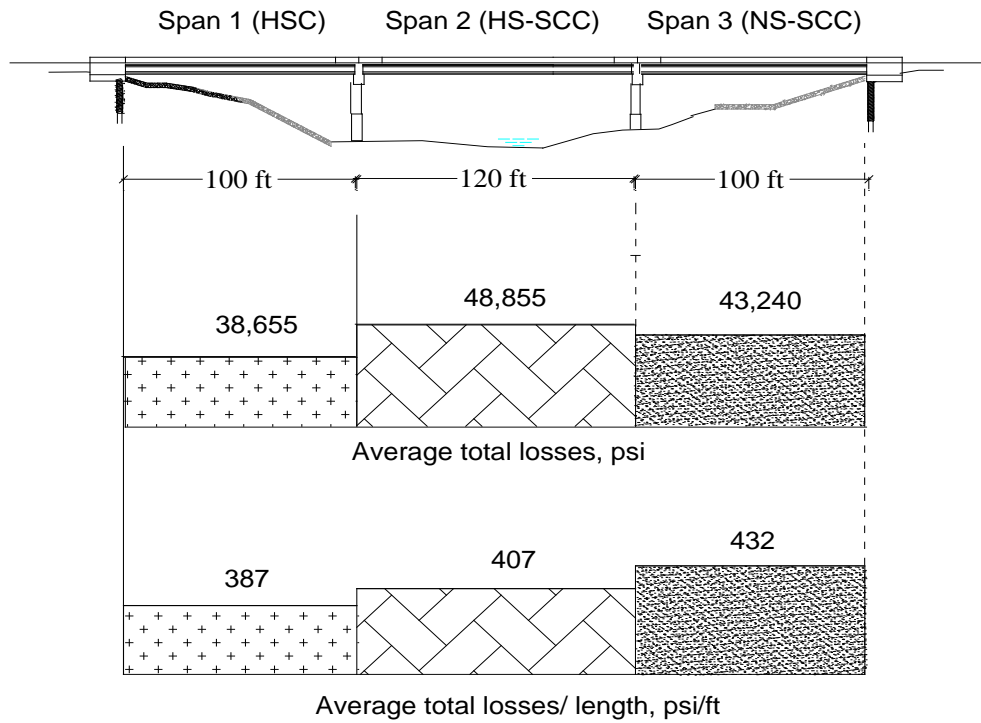 Span 1 (HSC) Span 2 (HS-SCC) Span 3 (NS-SCC)
100 ft 120 ft 100 ft
38,655 48,855 43,240
Average total losses, psi
387 407 432
Average total losses/ length, psi/ft